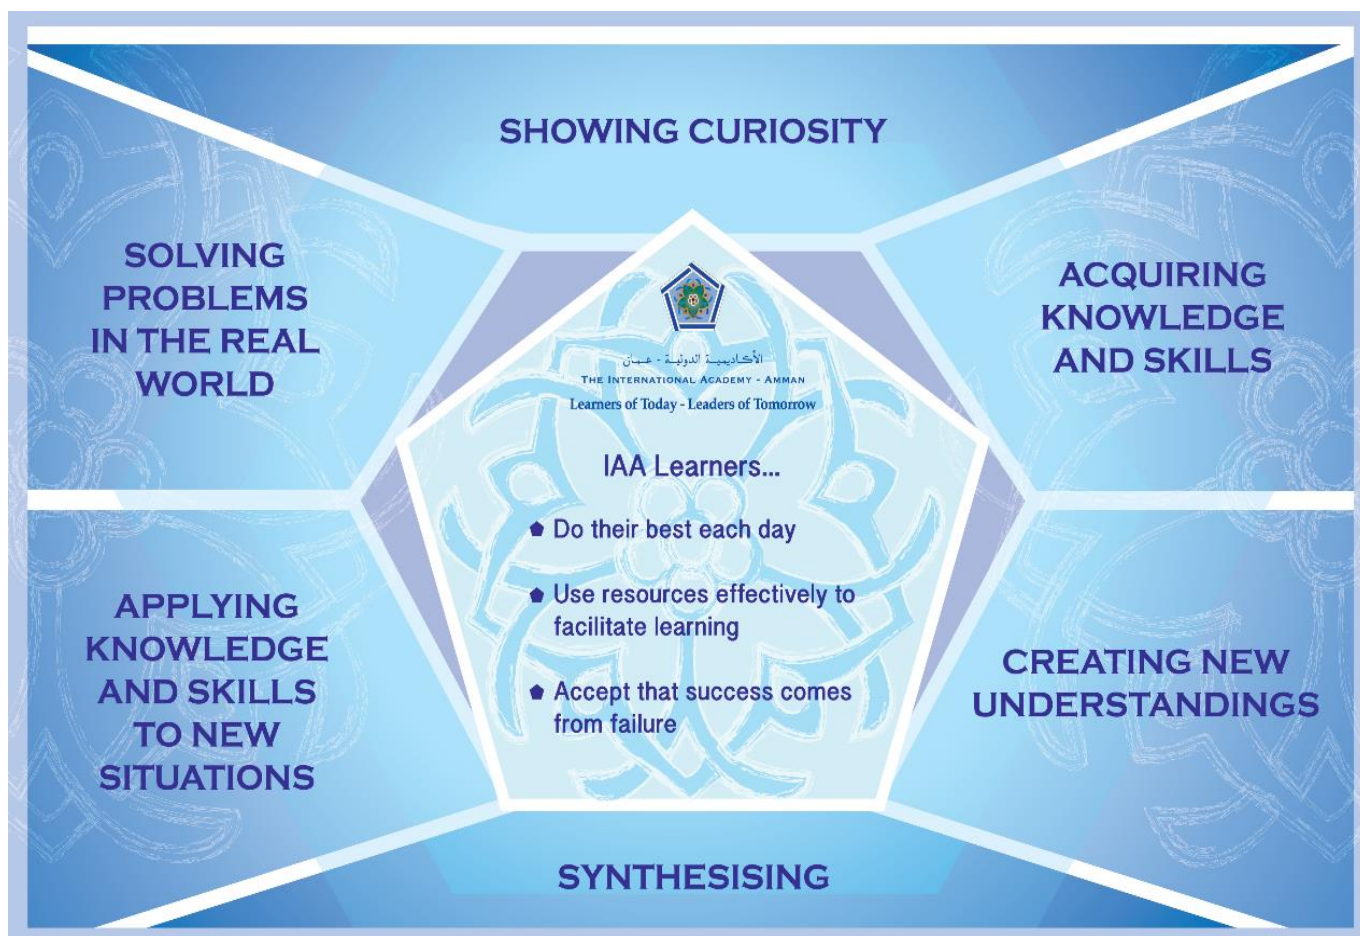 SHOWING CURIOSITY
SOLVING
PROBLEMS
IN THE REAL
WORLD
ACQUIRING
KNOWLEDGE
AND SKILLS
الأكاديمية الدولية - عمان
THE INTERNATIONAL ACADEMY - AMMAN
Learners of Today - Leaders of Tomorrow
IAA Learners...
Do their best each day
Use resources effectively to
facilitate learning
Accept that success comes
from failure
APPLYING
KNOWLEDGE
AND SKILLS
TO NEW
SITUATIONS
CREATING NEW
UNDERSTANDINGS
SYNTHESISING